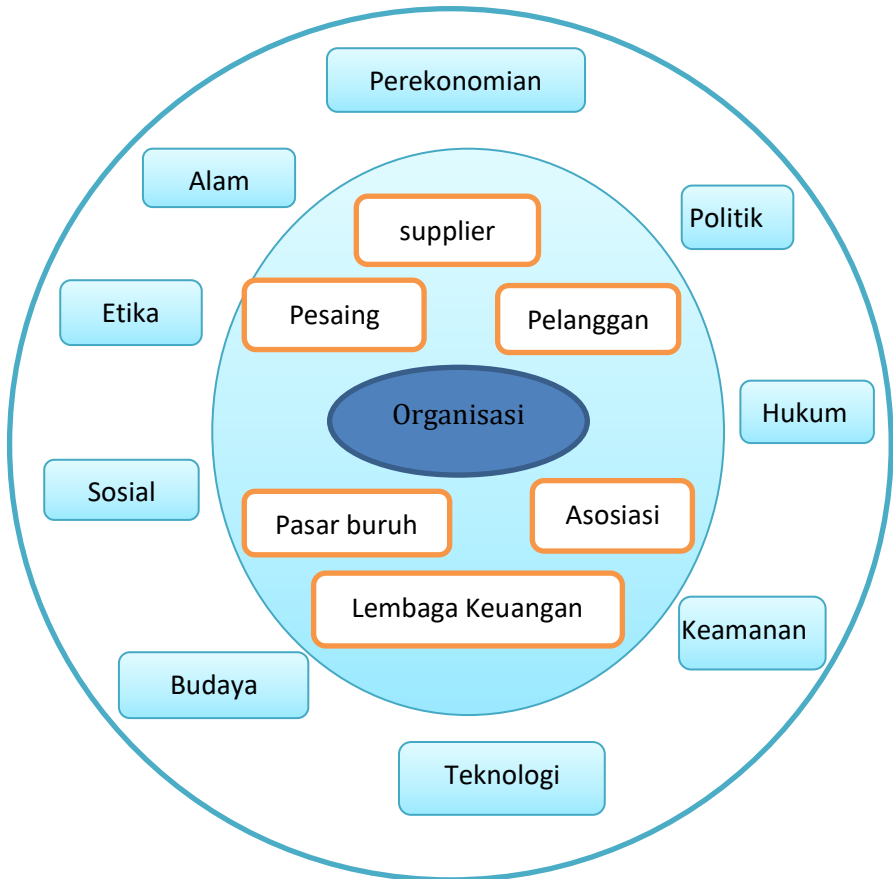 Perekonomian
Alam
Politik
supplier
Etika
Pesaing
Pelanggan
Organisasi
Hukum
Sosial
Pasar buruh
Asosiasi
Lembaga Keuangan
Keamanan
Budaya
Teknologi